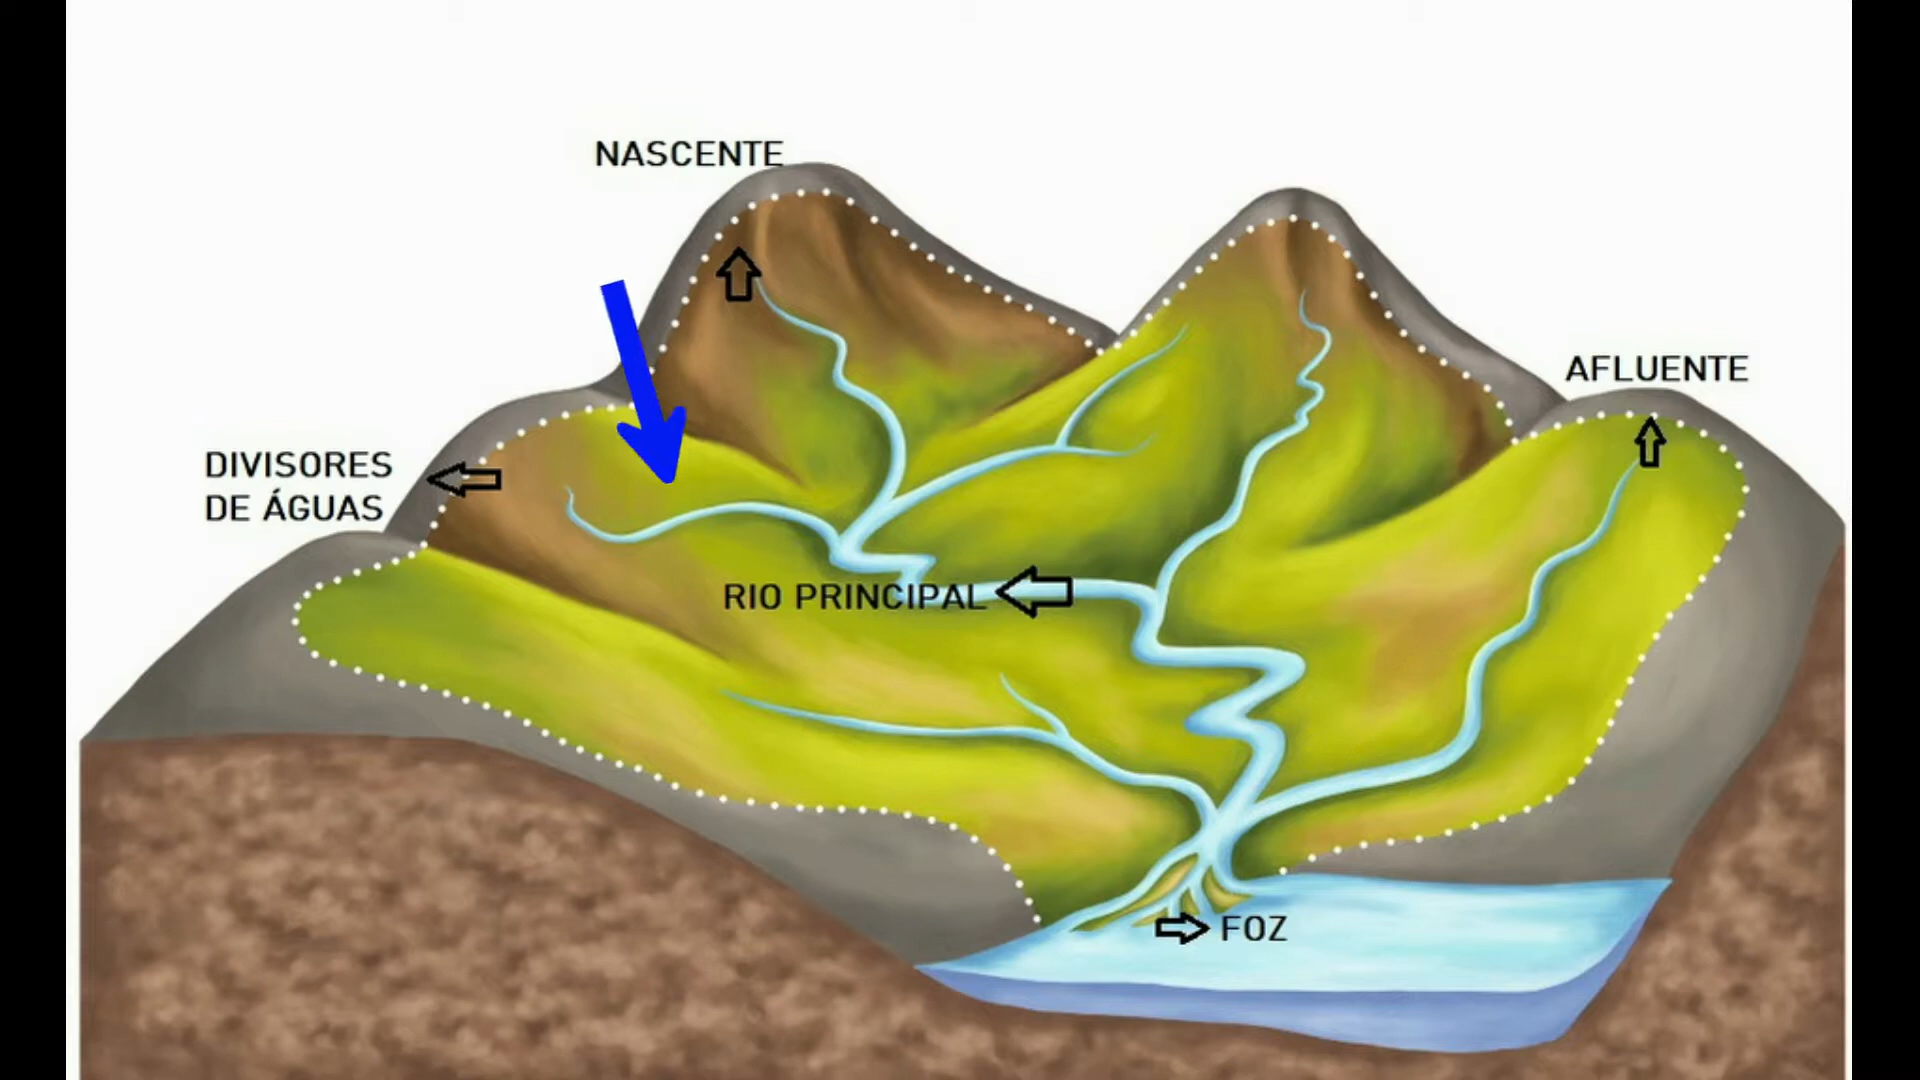 NASCENTE
AFLUENTE
DIVISORES
DE ÁGUAS
RIO PRINCIPAL
FOZ